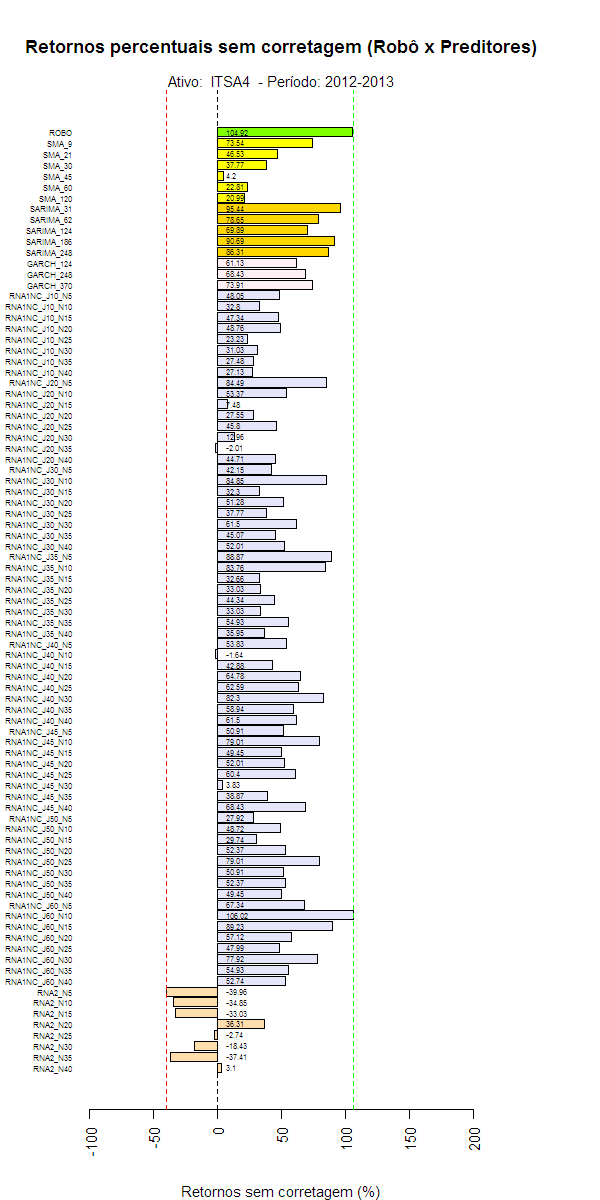 Retornos percentuais sem corretagem (Robô x Preditores)
Ativo:  ITSA4  - Período: 2012-2013
ROBO 104.92
SMA_9 73.54
SMA_21 46.53
SMA_30 37.77
SMA_45 4.2
SMA_60 22.81
SMA_120 20.99
SARIMA_31 95.44
SARIMA_62 78.65
SARIMA_124 69.89
SARIMA_186 90.69
SARIMA_248 86.31
GARCH_124 61.13
GARCH_248 68.43
GARCH_370 73.91
RNA1NC_J10_N5 48.05
RNA1NC_J10_N10 32.8
RNA1NC_J10_N15 47.34
RNA1NC_J10_N20 48.76
RNA1NC_J10_N25 23.23
RNA1NC_J10_N30 31.03
RNA1NC_J10_N35 27.48
RNA1NC_J10_N40 27.13
RNA1NC_J20_N5 84.49
RNA1NC_J20_N10 53.37
RNA1NC_J20_N15 7.48
RNA1NC_J20_N20 27.55
RNA1NC_J20_N25 45.8
RNA1NC_J20_N30 12.96
RNA1NC_J20_N35 -2.01
RNA1NC_J20_N40 44.71
RNA1NC_J30_N5 42.15
RNA1NC_J30_N10 84.85
RNA1NC_J30_N15 32.3
RNA1NC_J30_N20 51.28
RNA1NC_J30_N25 37.77
RNA1NC_J30_N30 61.5
RNA1NC_J30_N35 45.07
RNA1NC_J30_N40 52.01
RNA1NC_J35_N5 88.87
RNA1NC_J35_N10 83.76
RNA1NC_J35_N15 32.66
RNA1NC_J35_N20 33.03
RNA1NC_J35_N25 44.34
RNA1NC_J35_N30 33.03
RNA1NC_J35_N35 54.93
RNA1NC_J35_N40 35.95
RNA1NC_J40_N5 53.83
RNA1NC_J40_N10 -1.64
RNA1NC_J40_N15 42.88
RNA1NC_J40_N20 64.78
RNA1NC_J40_N25 62.59
RNA1NC_J40_N30 82.3
RNA1NC_J40_N35 58.94
RNA1NC_J40_N40 61.5
RNA1NC_J45_N5 50.91
RNA1NC_J45_N10 79.01
RNA1NC_J45_N15 49.45
RNA1NC_J45_N20 52.01
RNA1NC_J45_N25 60.4
RNA1NC_J45_N30 3.83
RNA1NC_J45_N35 38.87
RNA1NC_J45_N40 68.43
RNA1NC_J50_N5 27.92
RNA1NC_J50_N10 48.72
RNA1NC_J50_N15 29.74
RNA1NC_J50_N20 52.37
RNA1NC_J50_N25 79.01
RNA1NC_J50_N30 50.91
RNA1NC_J50_N35 52.37
RNA1NC_J50_N40 49.45
RNA1NC_J60_N5 67.34
RNA1NC_J60_N10 106.02
RNA1NC_J60_N15 89.23
RNA1NC_J60_N20 57.12
RNA1NC_J60_N25 47.99
RNA1NC_J60_N30 77.92
RNA1NC_J60_N35 54.93
RNA1NC_J60_N40 52.74
RNA2_N5 -39.96
RNA2_N10 -34.85
RNA2_N15 -33.03
RNA2_N20 36.31
RNA2_N25 -2.74
RNA2_N30 -18.43
RNA2_N35 -37.41
RNA2_N40 3.1
-100 -50 0 50 100 150 200
Retornos sem corretagem (%)